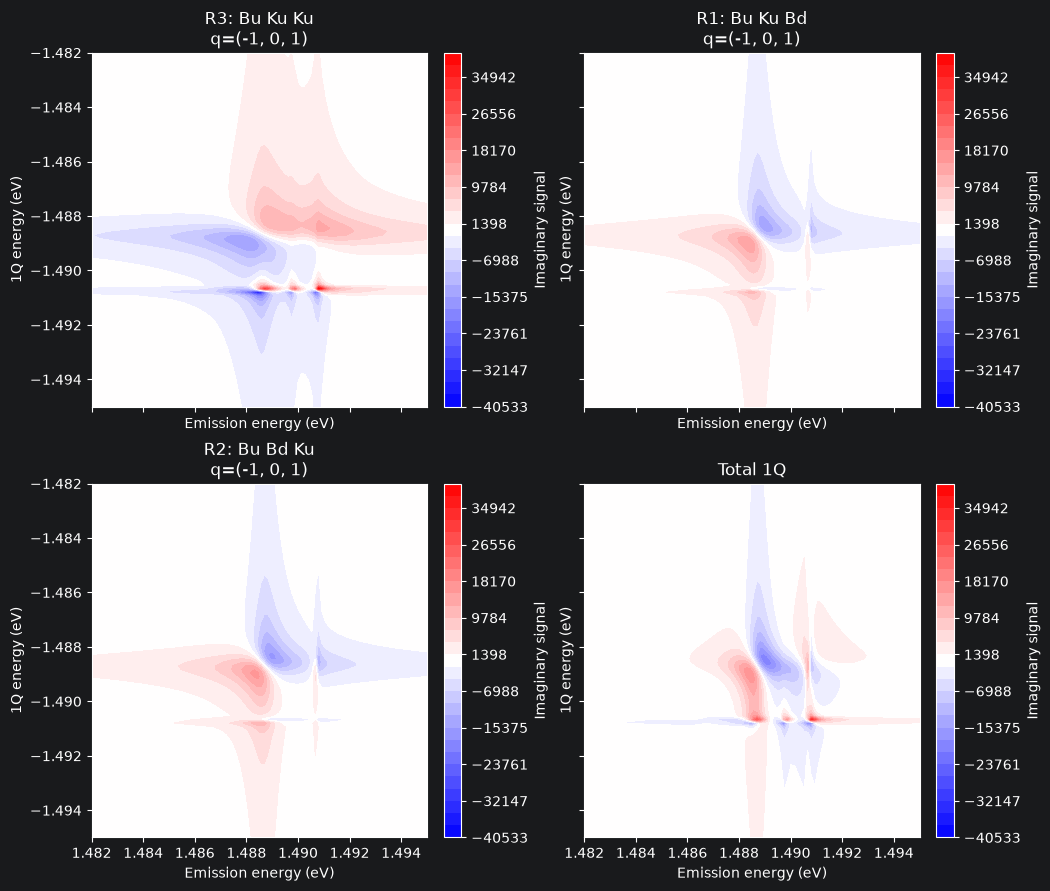 R3: Bu Ku Ku
q=(-1, 0, 1)
−1.482
−1.484
−1.486
−1.488
−1.490
−1.492
−1.494
1Q energy (eV)
Emission energy (eV)
34942
26556
18170
9784
1398
−6988
−15375
−23761
−32147
−40533
Imaginary signal
R1: Bu Ku Bd
q=(-1, 0, 1)
1Q energy (eV)
Emission energy (eV)
34942
26556
18170
9784
1398
−6988
−15375
−23761
−32147
−40533
Imaginary signal
R2: Bu Bd Ku
q=(-1, 0, 1)
−1.482
−1.484
−1.486
−1.488
−1.490
−1.492
−1.494
1Q energy (eV)
1.482 1.484 1.486 1.488 1.490 1.492 1.494
Emission energy (eV)
34942
26556
18170
9784
1398
−6988
−15375
−23761
−32147
−40533
Imaginary signal
Total 1Q
1Q energy (eV)
1.482 1.484 1.486 1.488 1.490 1.492 1.494
Emission energy (eV)
34942
26556
18170
9784
1398
−6988
−15375
−23761
−32147
−40533
Imaginary signal